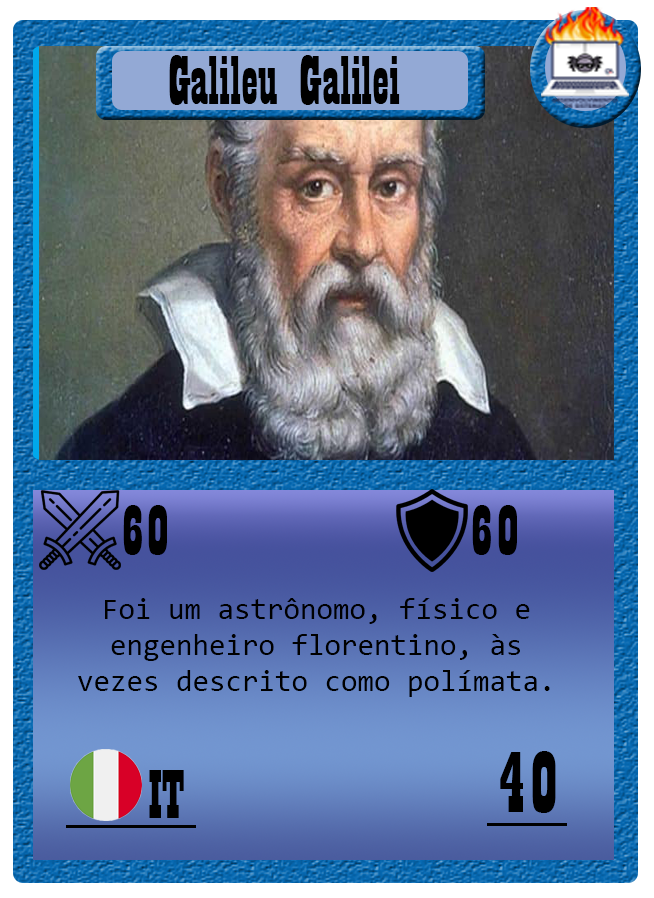 Galileu Galilei
60
60
Foi um astrônomo, físico e
engenheiro florentino, às
vezes descrito como polímata.
IT
40